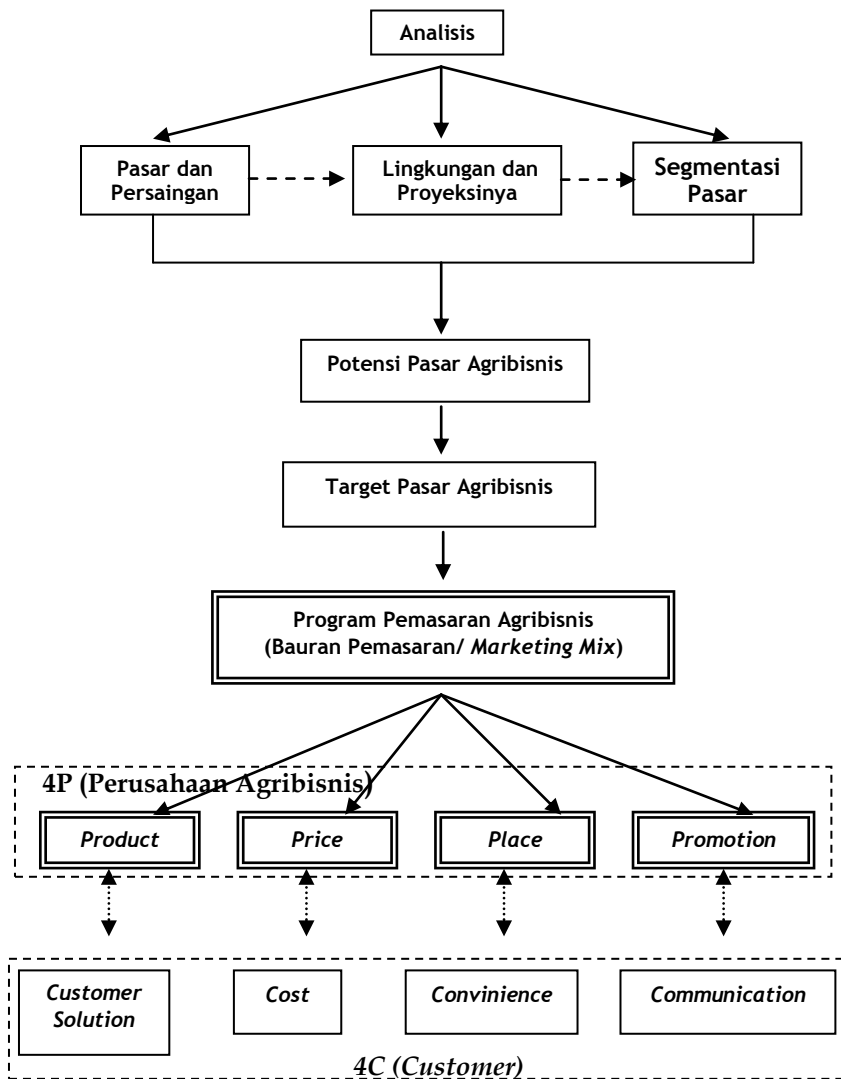 Analisis
Pasar dan
Persaingan
Lingkungan dan
Proyeksinya
Segmentasi
Pasar
Potensi Pasar Agribisnis
Target Pasar Agribisnis
Program Pemasaran Agribisnis
(Bauran Pemasaran/ Marketing Mix)
4P (Perusahaan Agribisnis)
Product
Price
Place
Promotion
Customer
Solution
Cost
Convinience
Communication
4C (Customer)